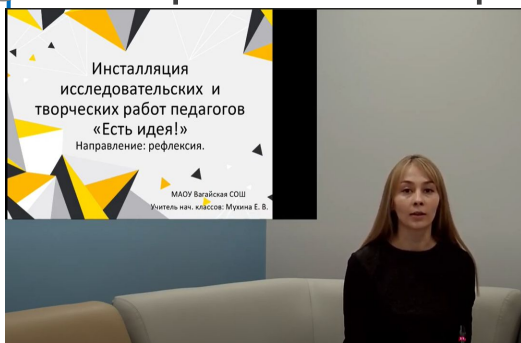 Инсталляция
исследовательских и
творческих работ педагогов
«Есть идея!»
Направление: рефлексия.
МАОУ Вагайская СОШ
Учитель нач. классов: Мухина Е. В.